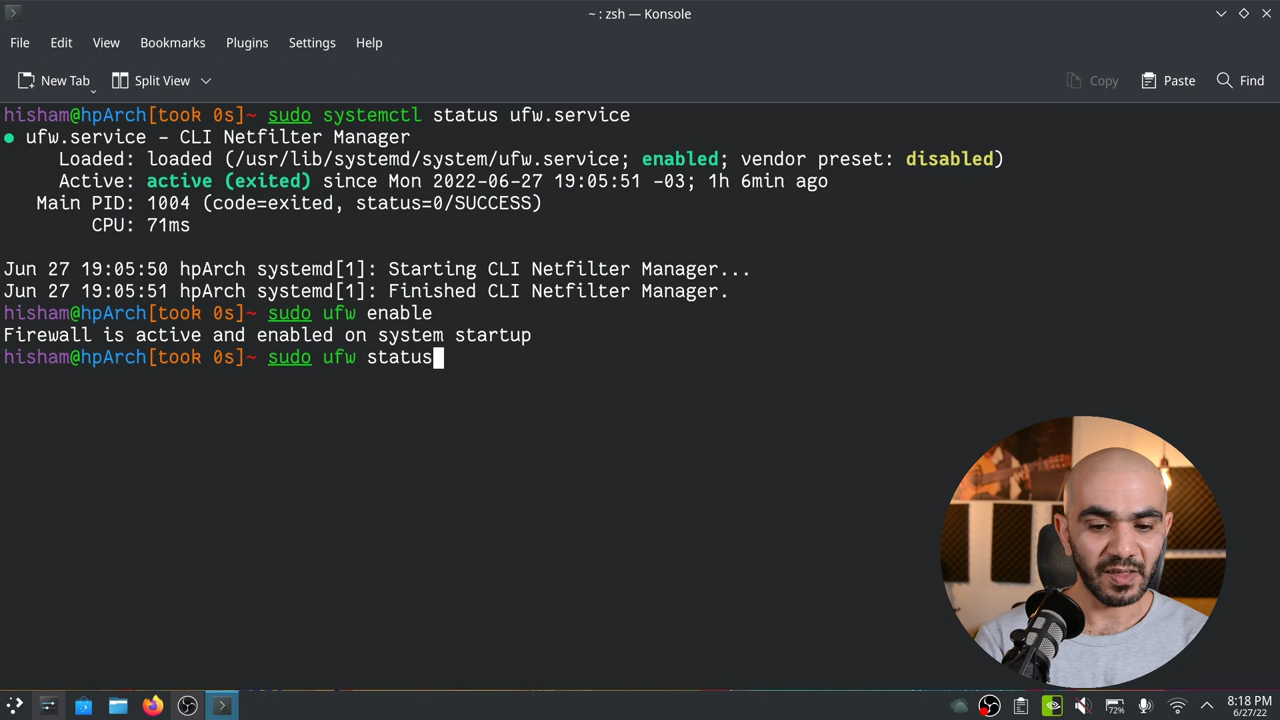 ~ : zsh — Konsole
File Edit View Bookmarks Plugins Settings Help
New Tab Split View Copy Paste Find
hisham@hpArch[took 0s]~ sudo systemctl status ufw.service
● ufw.service - CLI Netfilter Manager
Loaded: loaded (/usr/lib/systemd/system/ufw.service; enabled; vendor preset: disabled)
Active: active (exited) since Mon 2022-06-27 19:05:51 -03; 1h 6min ago
Main PID: 1004 (code=exited, status=0/SUCCESS)
CPU: 71ms
Jun 27 19:05:50 hpArch systemd[1]: Starting CLI Netfilter Manager...
Jun 27 19:05:51 hpArch systemd[1]: Finished CLI Netfilter Manager.
hisham@hpArch[took 0s]~ sudo ufw enable
Firewall is active and enabled on system startup
hisham@hpArch[took 0s]~ sudo ufw status
72%
8:18 PM
6/27/22